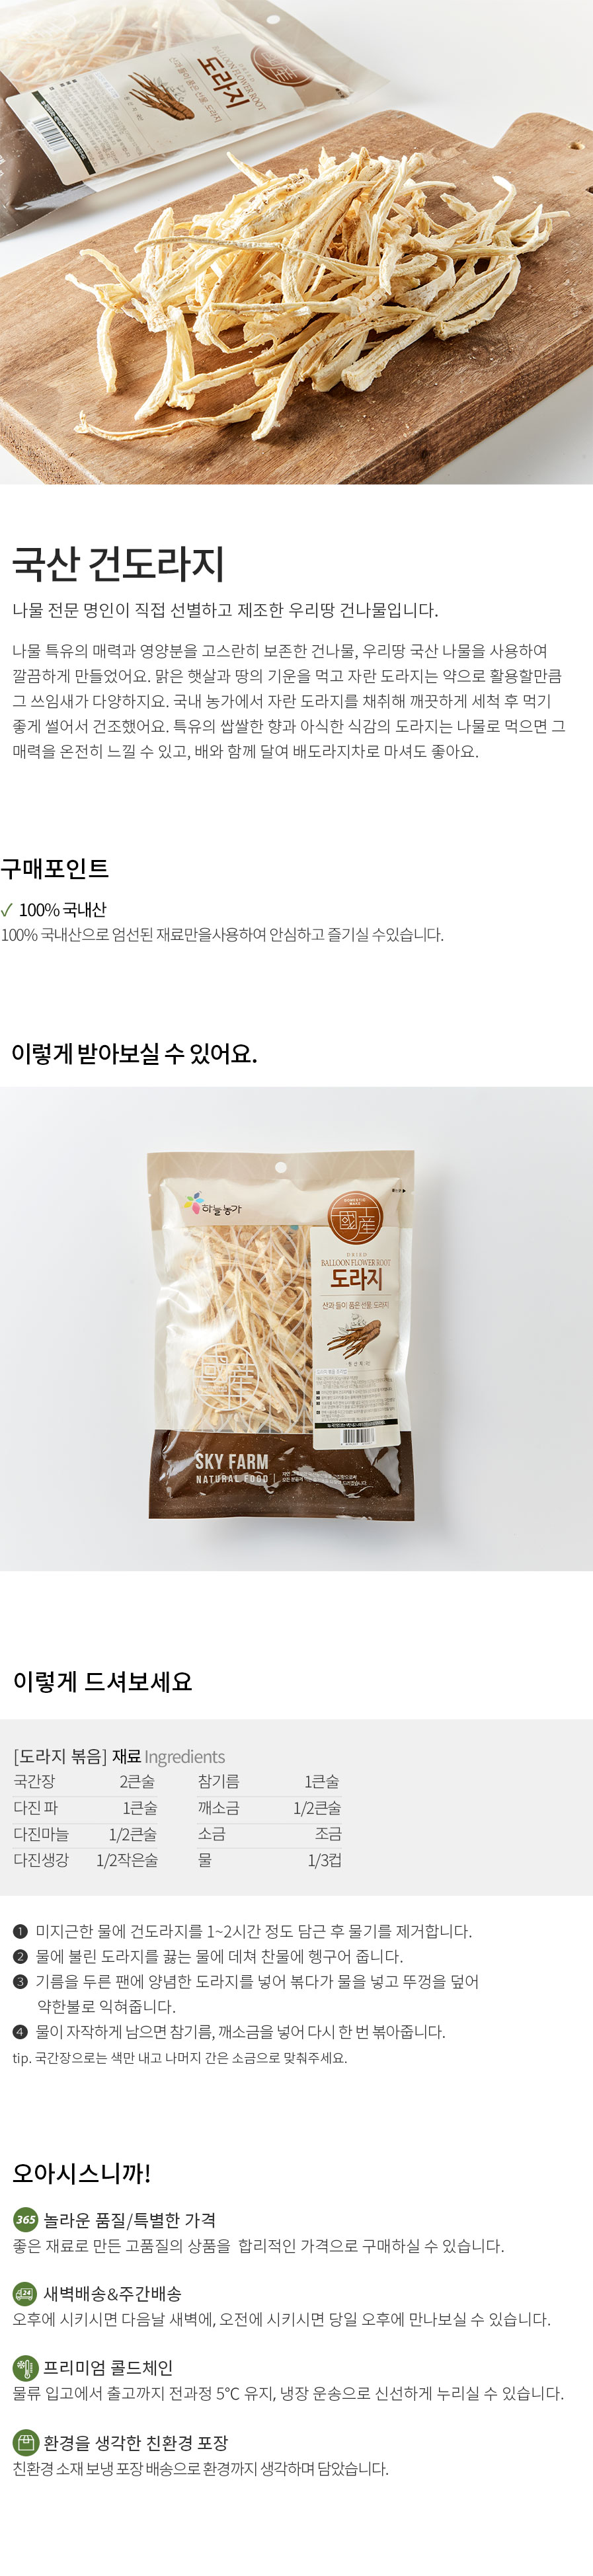 BALLOON FLOWER ROOT
도라지
국산 건도라지
나물 전문 명인이 직접 선별하고 제조한 우리땅 건나물입니다.
나물 특유의 매력과 영양분을 고스란히 보존한 건나물, 우리땅 국산 나물을 사용하여
깔끔하게 만들었어요. 맑은 햇살과 땅의 기운을 먹고 자란 도라지는 약으로 활용할만큼
그 쓰임새가 다양하지요. 국내 농가에서 자란 도라지를 채취해 깨끗하게 세척 후 먹기
좋게 썰어서 건조했어요. 특유의 쌉쌀한 향과 아삭한 식감의 도라지는 나물로 먹으면 그
매력을 온전히 느낄 수 있고, 배와 함께 달여 배도라지차로 마셔도 좋아요.
구매포인트
✓ 100% 국내산
100% 국내산으로 엄선된 재료만을사용하여 안심하고 즐기실 수있습니다.
이렇게 받아보실 수 있어요.
하늘농가
DOMESTIC
國産
DRIED
BALLOON FLOWER ROOT
도라지
산과 들이 품은 선물, 도라지
SKY FARM
NATURAL FOOD
이렇게 드셔보세요
[도라지 볶음] 재료 Ingredients
국간장 2큰술 참기름 1큰술
다진 파 1큰술 깨소금 1/2큰술
다진마늘 1/2큰술 소금 조금
다진생강 1/2작은술 물 1/3컵
❶ 미지근한 물에 건도라지를 1~2시간 정도 담근 후 물기를 제거합니다.
❷ 물에 불린 도라지를 끓는 물에 데쳐 찬물에 헹구어 줍니다.
❸ 기름을 두른 팬에 양념한 도라지를 넣어 볶다가 물을 넣고 뚜껑을 덮어
약한불로 익혀줍니다.
❹ 물이 자작하게 남으면 참기름, 깨소금을 넣어 다시 한 번 볶아줍니다.
tip. 국간장으로는 색만 내고 나머지 간은 소금으로 맞춰주세요.
오아시스니까!
365 놀라운 품질/특별한 가격
좋은 재료로 만든 고품질의 상품을 합리적인 가격으로 구매하실 수 있습니다.
24 새벽배송&주간배송
오후에 시키시면 다음날 새벽에, 오전에 시키시면 당일 오후에 만나보실 수 있습니다.
프리미엄 콜드체인
물류 입고에서 출고까지 전과정 5℃ 유지, 냉장 운송으로 신선하게 누리실 수 있습니다.
환경을 생각한 친환경 포장
친환경 소재 보냉 포장 배송으로 환경까지 생각하며 담았습니다.